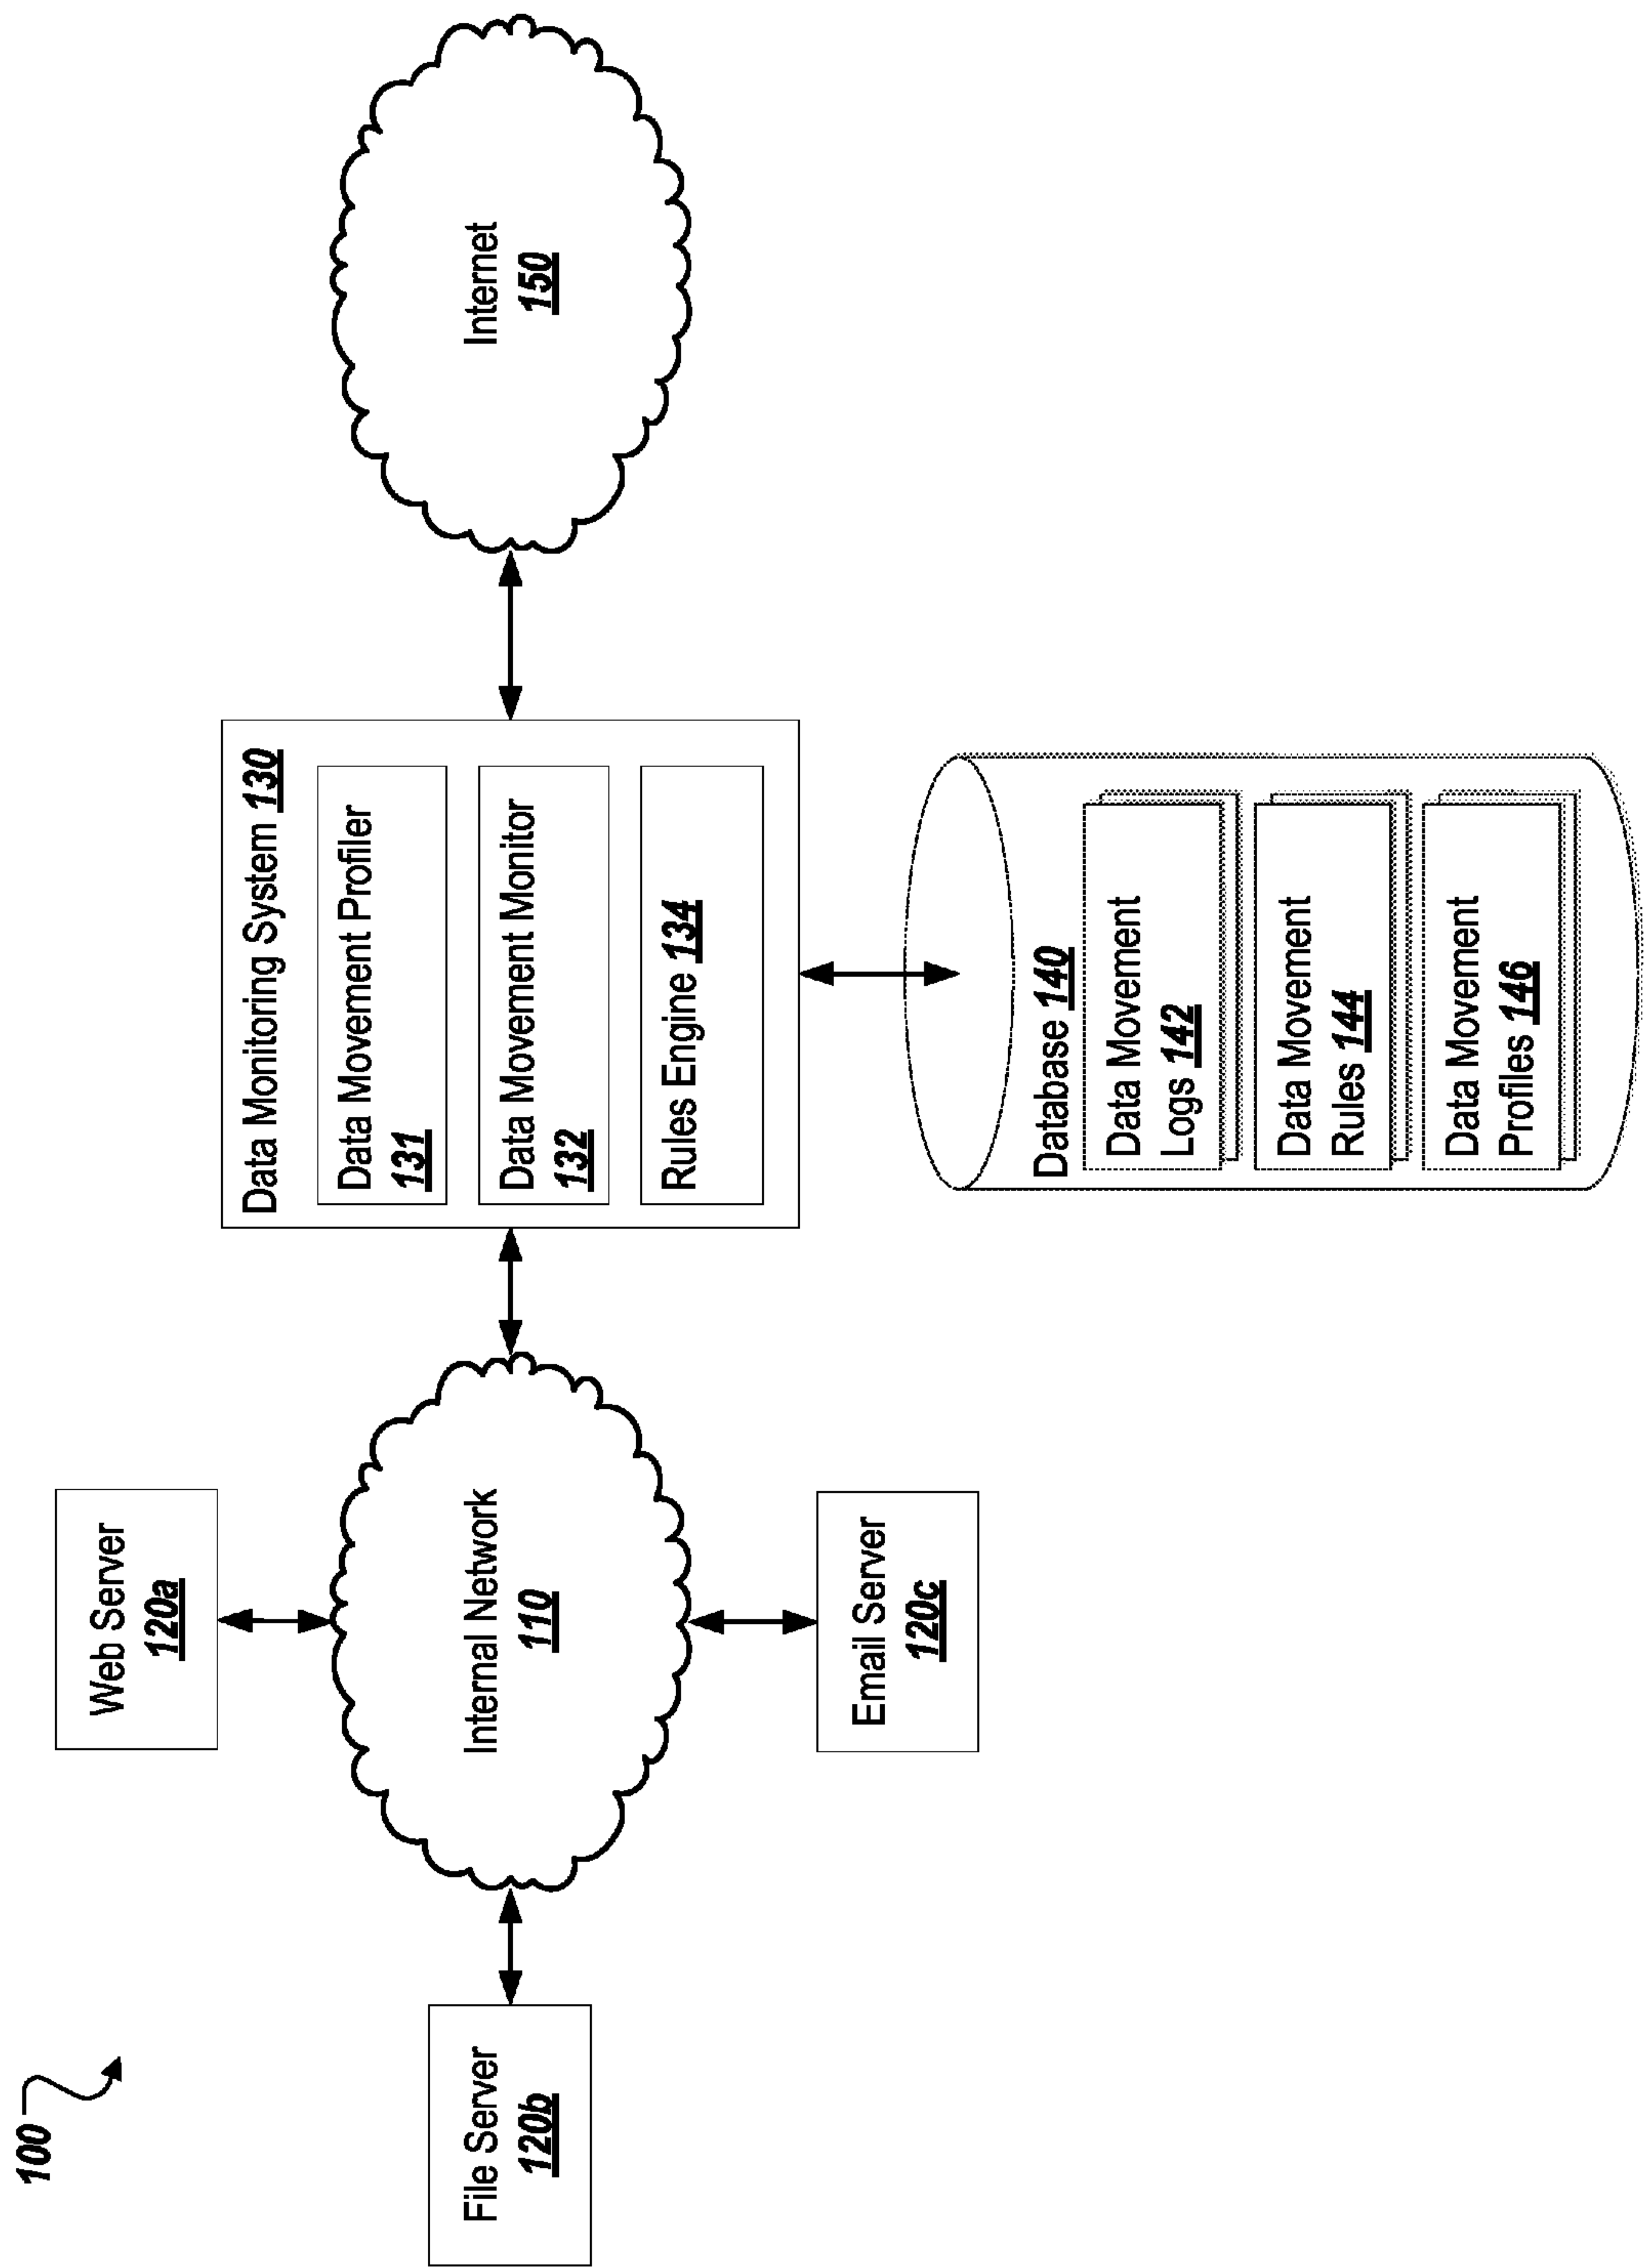 100
Web Server
120a
File Server
120b
Internal Network
110
Email Server
120c
Data Monitoring System 130
Data Movement Profiler
131
Data Movement Monitor
132
Rules Engine 134
Internet
150
Database 140
Data Movement
Logs 142
Data Movement
Rules 144
Data Movement
Profiles 146